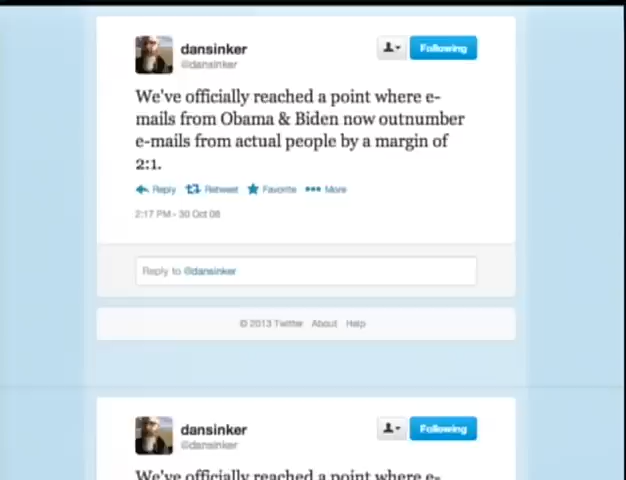 dansinker
@dansinker
Following
We've officially reached a point where e-
mails from Obama & Biden now outnumber
e-mails from actual people by a margin of
2:1.
Reply Retweet Favorite More
2:17 PM - 30 Oct 08
Reply to @dansinker
© 2013 Twitter About Help
dansinker
@dansinker
Following
We've officially reached a point where e-